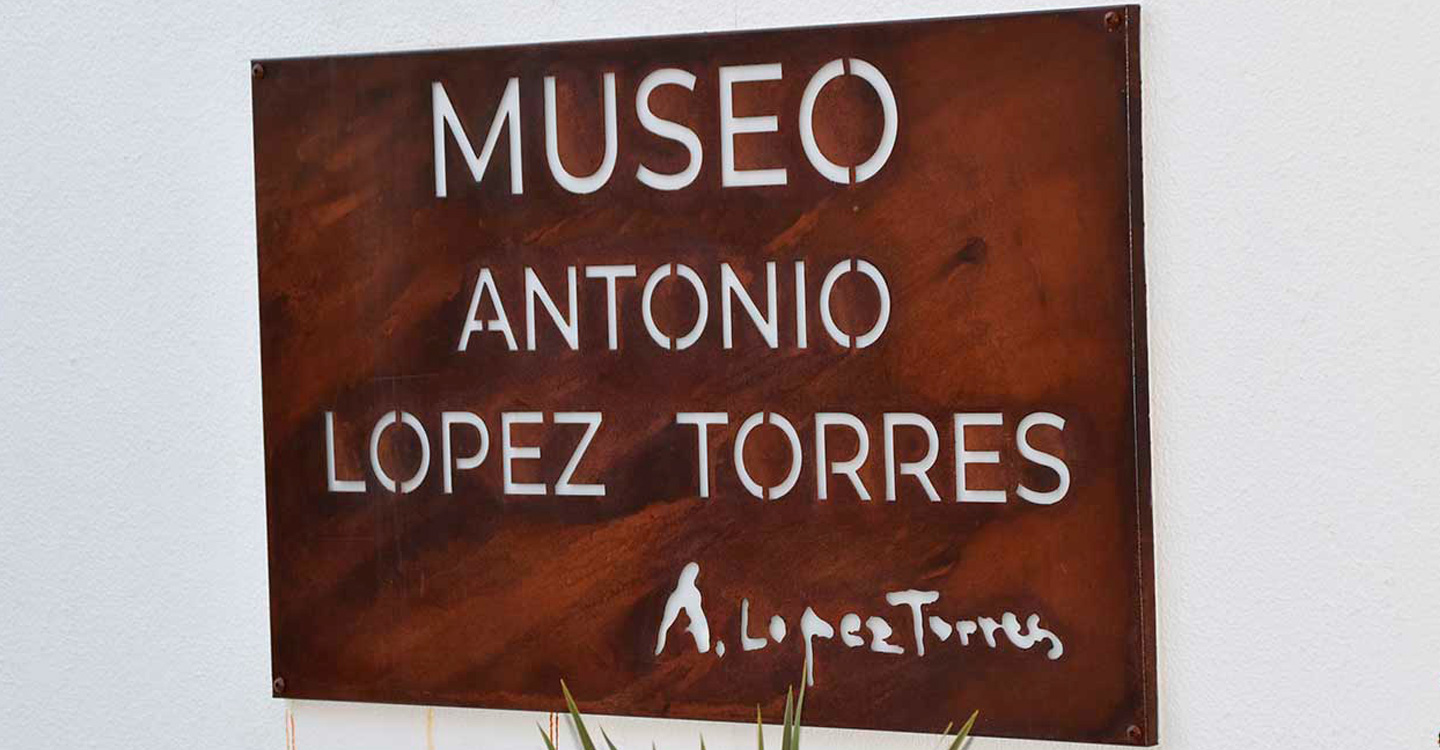 MUSEO
ANTONIO
LOPEZ TORRES
A. Lopez Torres